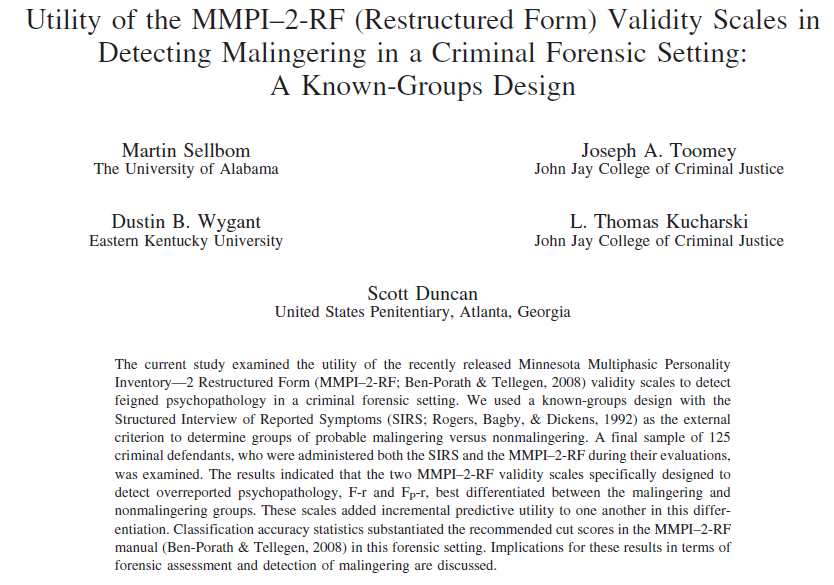 Utility of the MMPI–2-RF (Restructured Form) Validity Scales in
Detecting Malingering in a Criminal Forensic Setting:
A Known-Groups Design
Martin Sellbom
The University of Alabama
Joseph A. Toomey
John Jay College of Criminal Justice
Dustin B. Wygant
Eastern Kentucky University
L. Thomas Kucharski
John Jay College of Criminal Justice
Scott Duncan
United States Penitentiary, Atlanta, Georgia
The current study examined the utility of the recently released Minnesota Multiphasic Personality
Inventory—2 Restructured Form (MMPI–2-RF; Ben-Porath & Tellegen, 2008) validity scales to detect
feigned psychopathology in a criminal forensic setting. We used a known-groups design with the
Structured Interview of Reported Symptoms (SIRS; Rogers, Bagby, & Dickens, 1992) as the external
criterion to determine groups of probable malingering versus nonmalingering. A final sample of 125
criminal defendants, who were administered both the SIRS and the MMPI–2-RF during their evaluations,
was examined. The results indicated that the two MMPI–2-RF validity scales specifically designed to
detect overreported psychopathology, F-r and Fp-r, best differentiated between the malingering and
nonmalingering groups. These scales added incremental predictive utility to one another in this differ-
entiation. Classification accuracy statistics substantiated the recommended cut scores in the MMPI–2-RF
manual (Ben-Porath & Tellegen, 2008) in this forensic setting. Implications for these results in terms of
forensic assessment and detection of malingering are discussed.